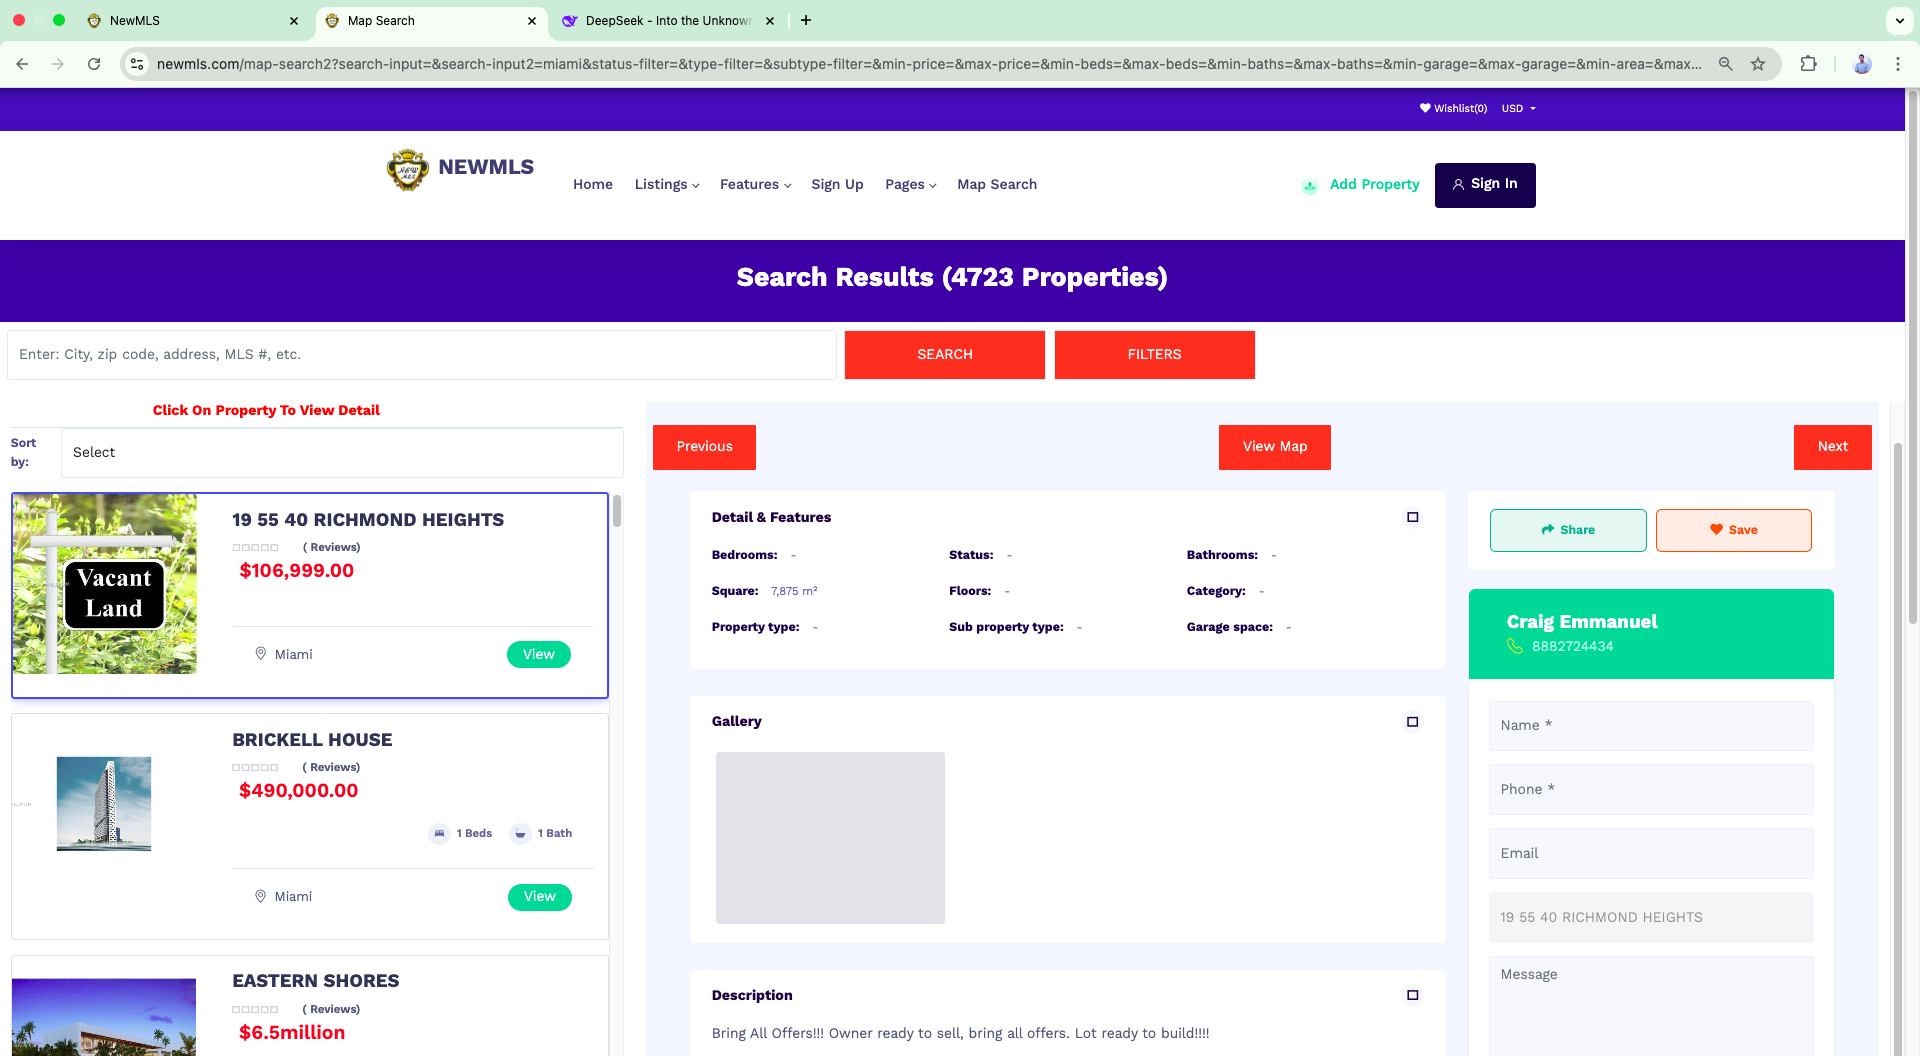 NewMLS
Map Search
DeepSeek - Into the Unknown
newmls.com/map-search2?search-input=&search-input2=miami&status-filter=&type-filter=&subtype-filter=&min-price=&max-price=&min-beds=&max-beds=&min-baths=&max-baths=&min-garage=&max-garage=&min-area=&max...
Wishlist(0) USD
NEWMLS
Home Listings Features Sign Up Pages Map Search
Add Property Sign In
Search Results (4723 Properties)
Enter: City, zip code, address, MLS #, etc.
SEARCH FILTERS
Click On Property To View Detail
Sort by:
Select
19 55 40 RICHMOND HEIGHTS
( Reviews)
$106,999.00
Vacant
Land
Miami
View
BRICKELL HOUSE
( Reviews)
$490,000.00
1 Beds 1 Bath
Miami
View
EASTERN SHORES
( Reviews)
$6.5million
Previous View Map Next
Detail & Features
Bedrooms: - Status: - Bathrooms: -
Square: 7,875 m² Floors: - Category: -
Property type: - Sub property type: - Garage space: -
Gallery
Description
Bring All Offers!!! Owner ready to sell, bring all offers. Lot ready to build!!!!
Share Save
Craig Emmanuel
8882724434
Name *
Phone *
Email
19 55 40 RICHMOND HEIGHTS
Message